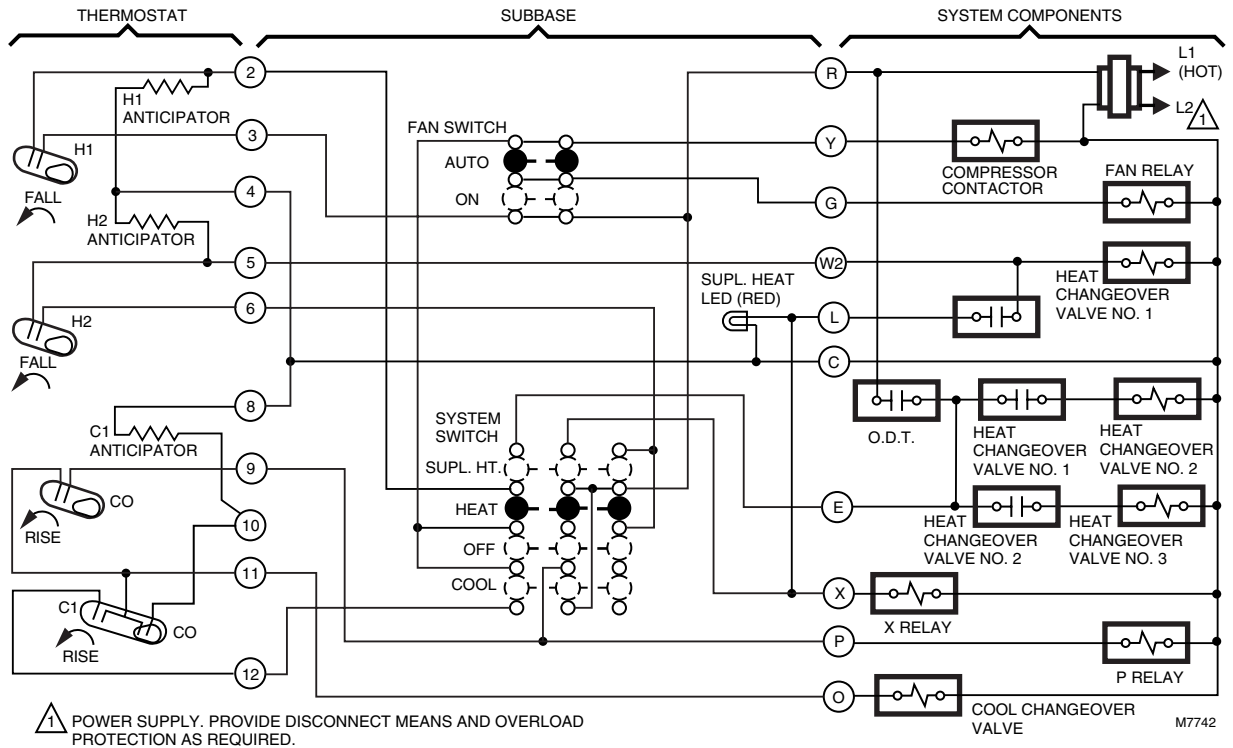 THERMOSTAT
SUBBASE
SYSTEM COMPONENTS
L1
(HOT)
L2
1
2
R
H1
ANTICIPATOR
3
FAN SWITCH
Y
H1
AUTO
COMPRESSOR
CONTACTOR
FAN RELAY
FALL
4
ON
G
H2
ANTICIPATOR
5
W2
SUPL. HEAT
LED (RED)
HEAT
CHANGEOVER
VALVE NO. 1
6
H2
L
FALL
C
8
SYSTEM
SWITCH
C1
ANTICIPATOR
O.D.T.
HEAT
CHANGEOVER
VALVE NO. 1
HEAT
CHANGEOVER
VALVE NO. 2
9
SUPL. HT.
CO
HEAT
E
RISE
10
HEAT
CHANGEOVER
VALVE NO. 2
HEAT
CHANGEOVER
VALVE NO. 3
OFF
11
COOL
X
C1
CO
X RELAY
RISE
P
12
P RELAY
O
COOL CHANGEOVER
VALVE
M7742
1 POWER SUPPLY. PROVIDE DISCONNECT MEANS AND OVERLOAD
PROTECTION AS REQUIRED.